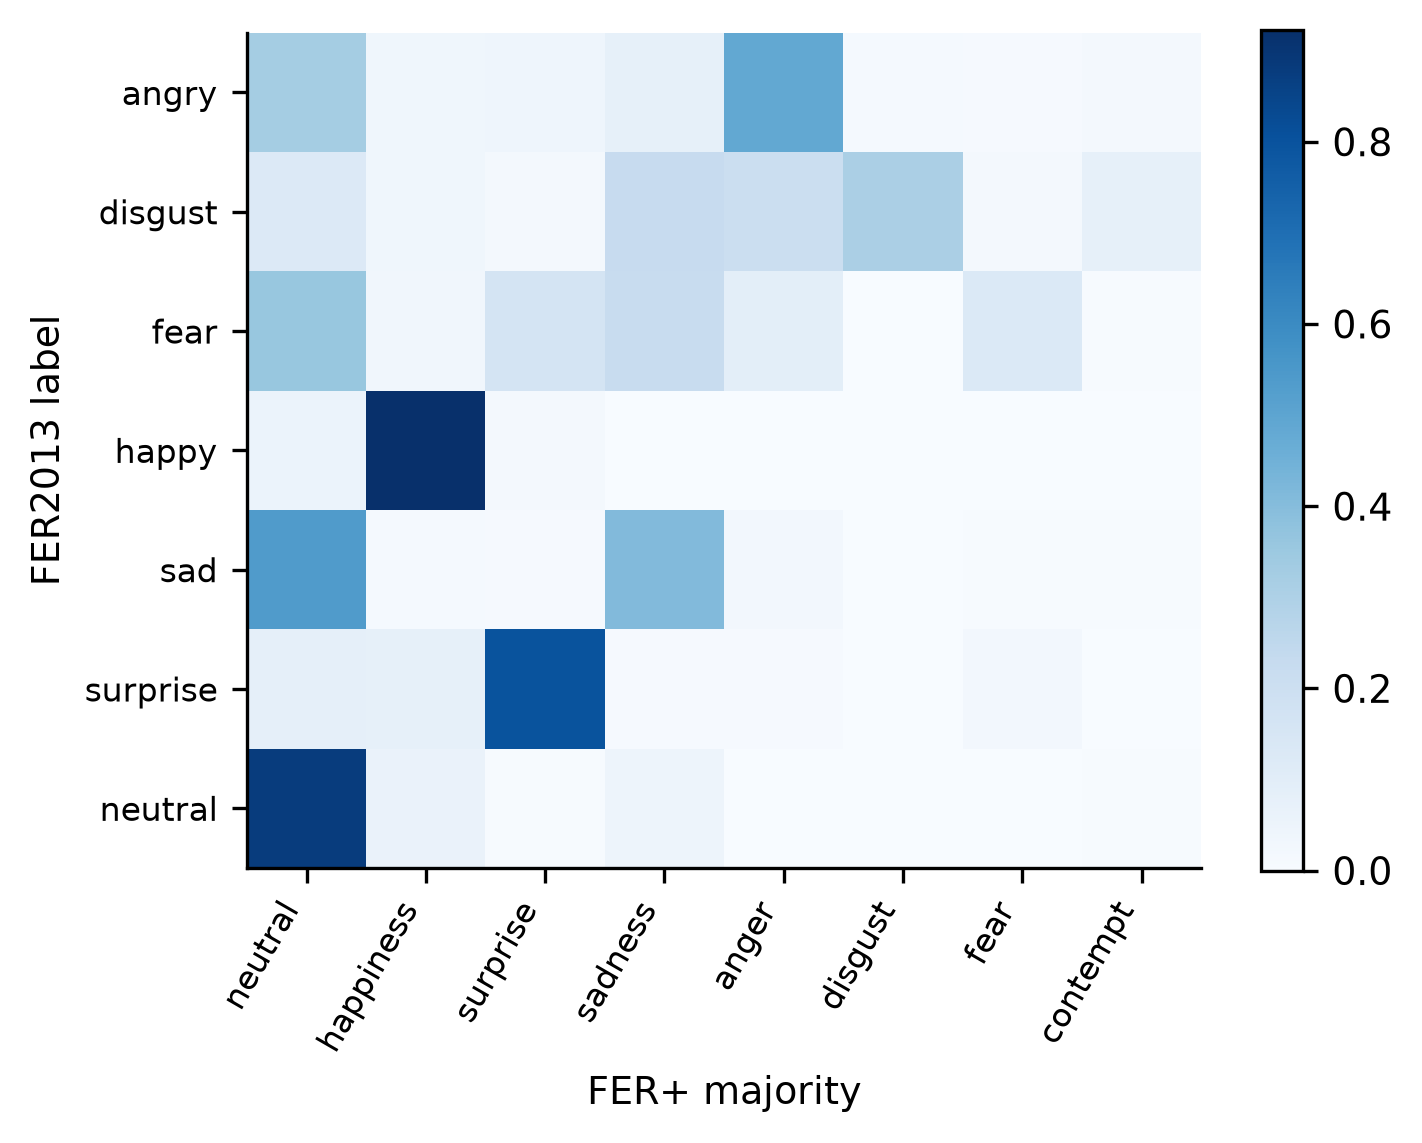 FER2013 label
angry
disgust
fear
happy
sad
surprise
neutral
neutral
happiness
surprise
sadness
anger
disgust
fear
contempt
FER+ majority
0.8
0.6
0.4
0.2
0.0